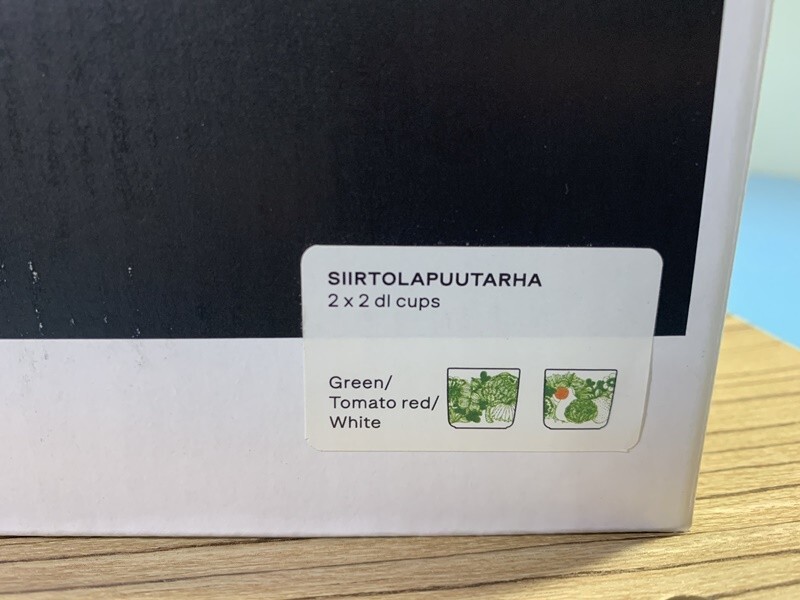 SIIRTOLAPUUTARHA
2 x 2 dl cups
Green/
Tomato red/
White